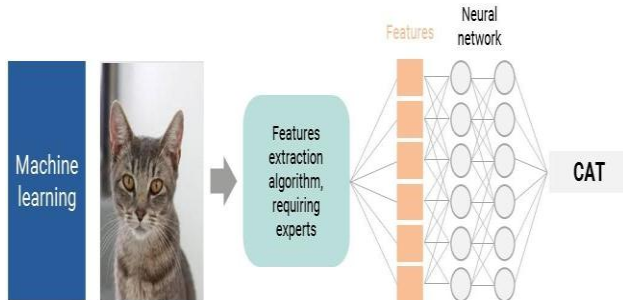 Machine
learning
Features
extraction
algorithm,
requiring
experts
Features
Neural
network
CAT